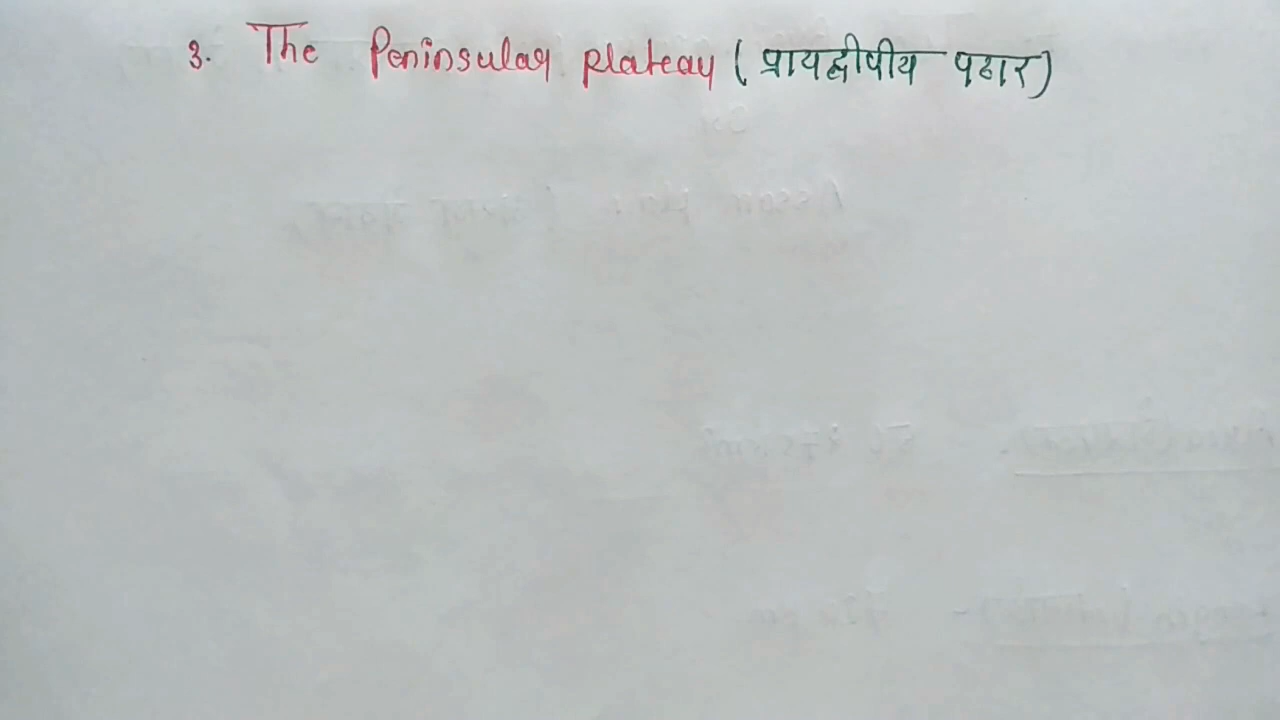 3. The Peninsular plateau (प्रायद्वीपीय पठार)